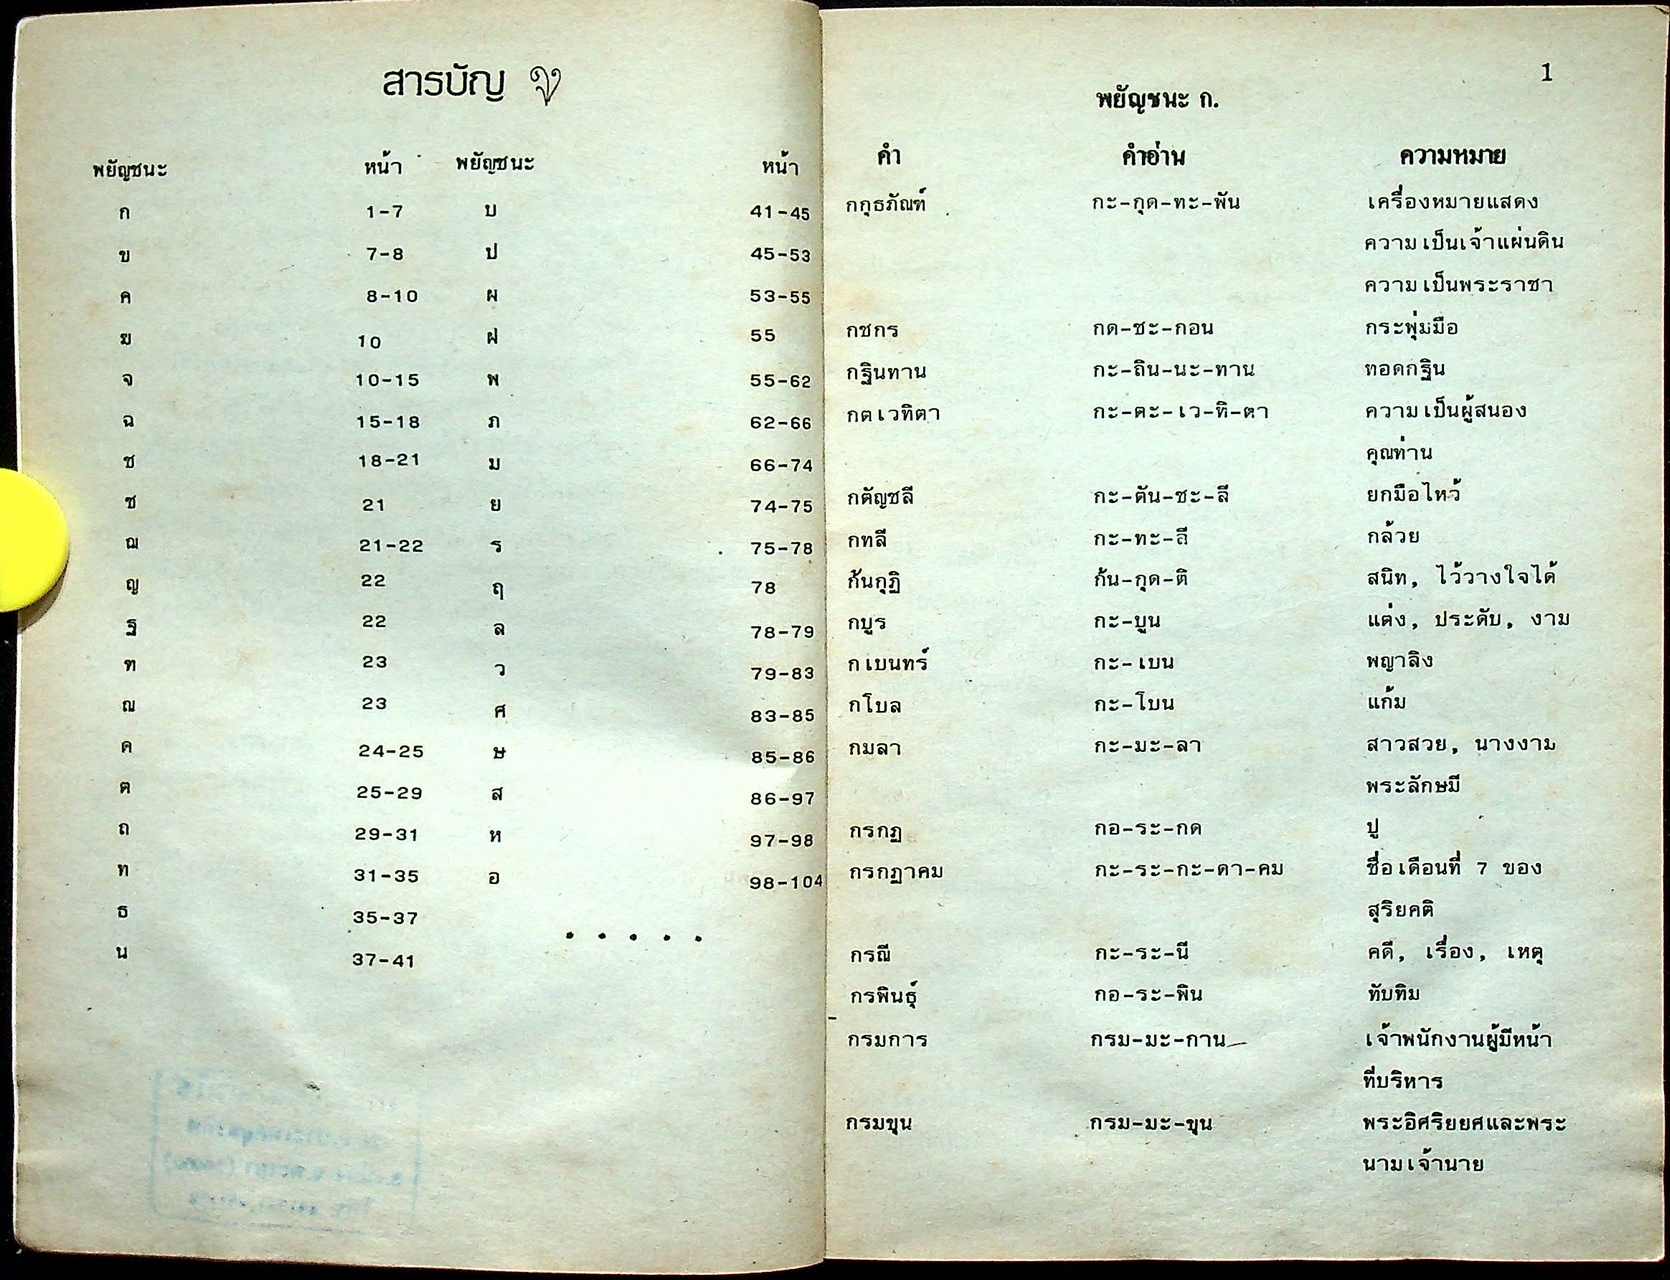 สารบัญ
พยัญชนะ หน้า พยัญชนะ หน้า
ก 1-7 บ 41-45
ข 7-8 ป 45-53
ค 8-10 ผ 53-55
ฆ 10 ฝ 55
จ 10-15 พ 55-62
ฉ 15-18 ภ 62-66
ช 18-21 ม 66-74
ซ 21 ย 74-75
ฌ 21-22 ร 75-78
ญ 22 ฤ 78
ฐ 22 ล 78-79
ฑ 23 ว 79-83
ณ 23 ศ 83-85
ด 24-25 ษ 85-86
ต 25-29 ส 86-97
ถ 29-31 ห 97-98
ท 31-35 อ 98-104
ธ 35-37
น 37-41
1
พยัญชนะ ก.
คำ คำอ่าน ความหมาย
กกุธภัณฑ์ กะ-กุด-ทะ-พัน เครื่องหมายแสดง
ความเป็นเจ้าแผ่นดิน
ความเป็นพระราชา
กชกร กด-ชะ-กอน กระพุ่มมือ
กฐินทาน กะ-ถิน-นะ-ทาน ทอดกฐิน
กตเวทิตา กะ-ตะ-เว-ทิ-ตา ความเป็นผู้สนอง
คุณท่าน
กตัญชลี กะ-ตัน-ชะ-ลี ยกมือไหว้
กทลี กะ-ทะ-ลี กล้วย
ก้นกุฏิ ก้น-กุด-ติ สนิท, ไว้วางใจได้
กบูร กะ-บูน แต่ง, ประดับ, งาม
กเบนทร์ กะ-เบน พญาลิง
กโบล กะ-โบน แก้ม
กมลา กะ-มะ-ลา สาวสวย, นางงาม
พระลักษมี
กรกฏ กอ-ระ-กด ปู
กรกฎาคม กะ-ระ-กะ-ดา-คม ชื่อเดือนที่ 7 ของ
สุริยคติ
กรณี กะ-ระ-นี คดี, เรื่อง, เหตุ
กรพินธุ์ กอ-ระ-พิน ทับทิม
กรมการ กรม-มะ-กาน เจ้าพนักงานผู้มีหน้า
ที่บริหาร
กรมขุน กรม-มะ-ขุน พระอิศริยยศและพระ
นามเจ้านาย